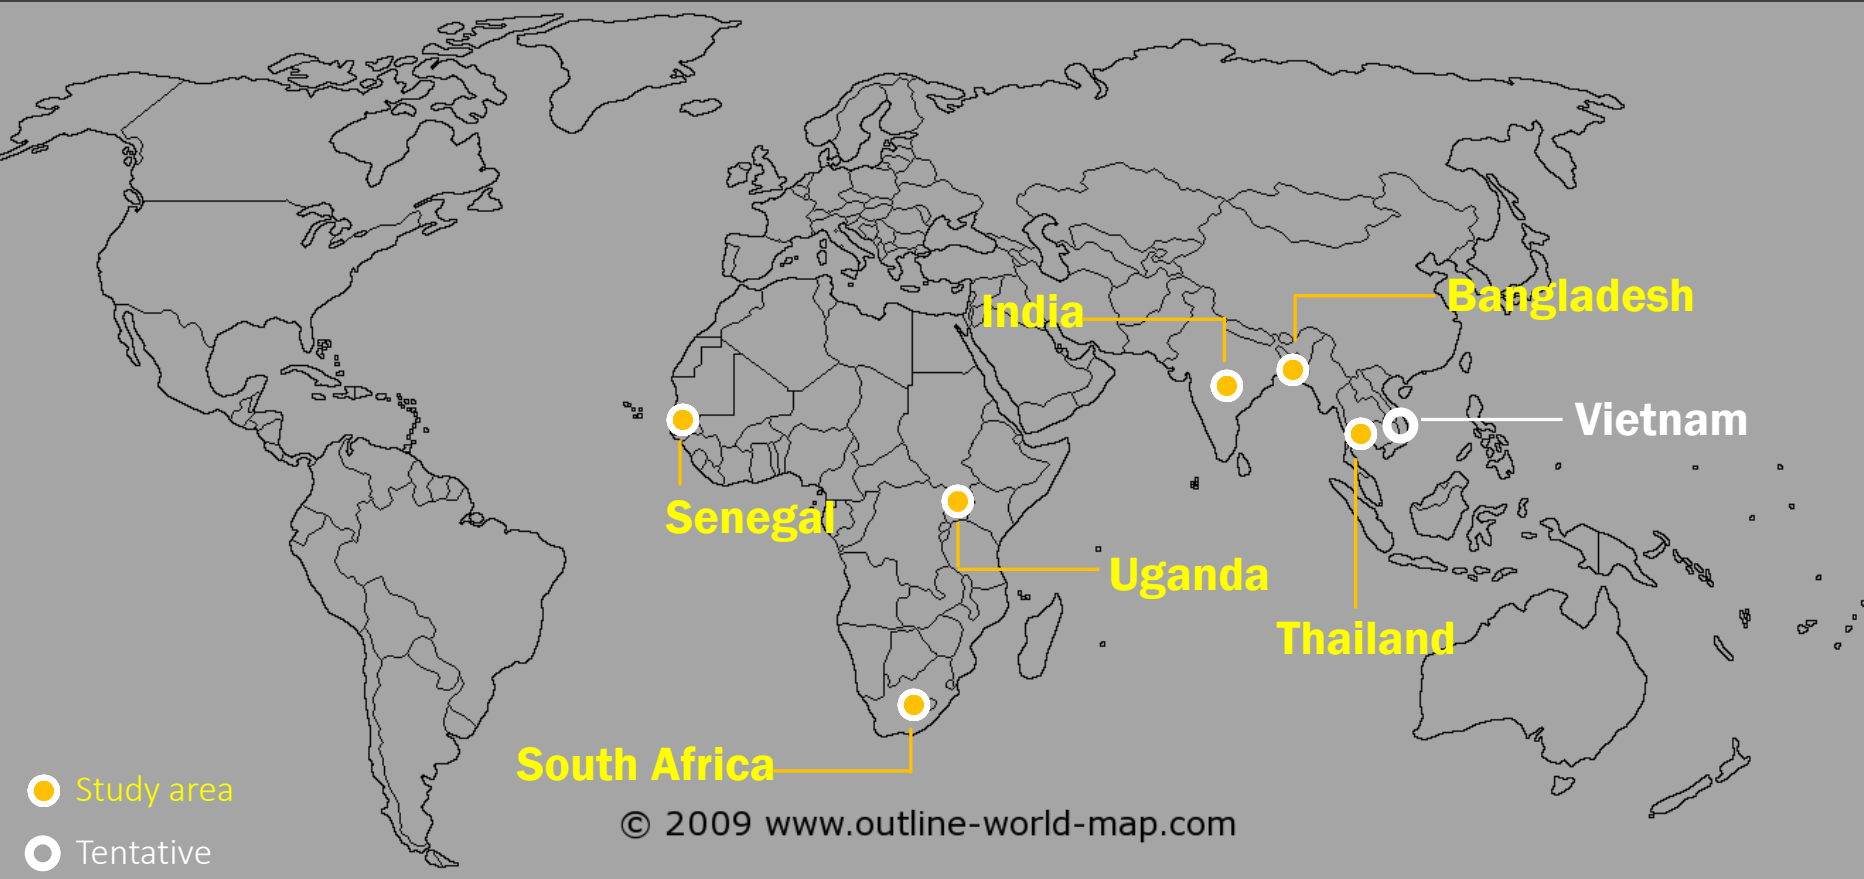 India
Bangladesh
Vietnam
Senegal
Uganda
Thailand
South Africa
Study area
Tentative
© 2009 www.outline-world-map.com